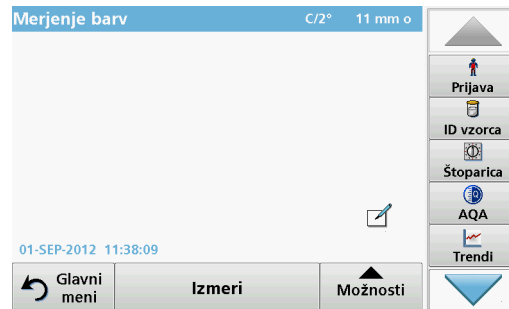 Merjenje barv C/2° 11 mm o
Prijava
ID vzorca
Štoparica
AQA
Trendi
01-SEP-2012 11:38:09
Glavni
meni
Izmeri
Možnosti